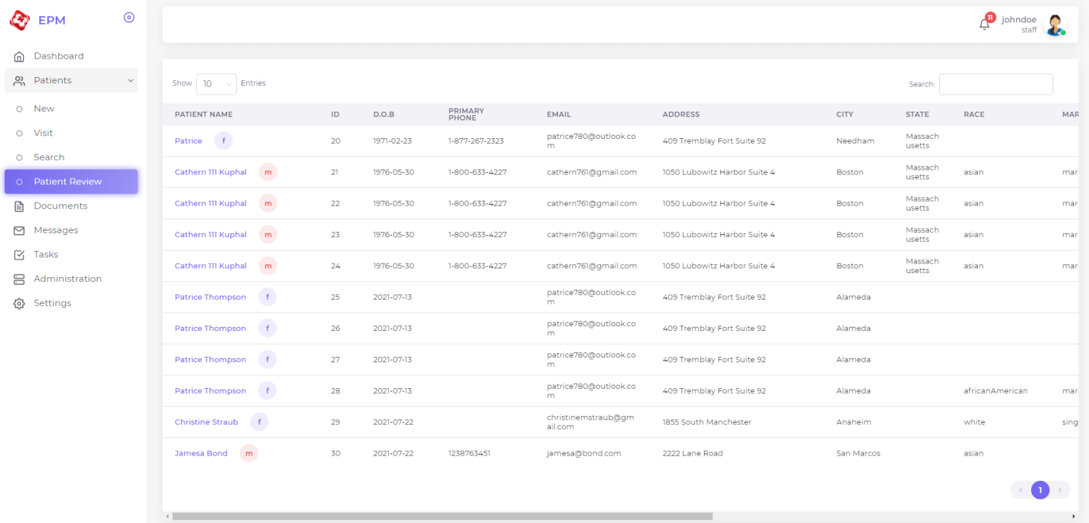 EPM
11
johndoe
staff
Dashboard
Patients
New
Visit
Search
Patient Review
Documents
Messages
Tasks
Administration
Settings
Show 10 Entries
Search:
PATIENT NAME ID D.O.B PRIMARY PHONE EMAIL ADDRESS CITY STATE RACE MAR
Patrice f 20 1971-02-23 1-877-267-2323 patrice780@outlook.com 409 Tremblay Fort Suite 92 Needham Massachusetts
Cathern 111 Kuphal m 21 1976-05-30 1-800-633-4227 cathern761@gmail.com 1050 Lubowitz Harbor Suite 4 Boston Massachusetts asian mar
Cathern 111 Kuphal m 22 1976-05-30 1-800-633-4227 cathern761@gmail.com 1050 Lubowitz Harbor Suite 4 Boston Massachusetts asian mar
Cathern 111 Kuphal m 23 1976-05-30 1-800-633-4227 cathern761@gmail.com 1050 Lubowitz Harbor Suite 4 Boston Massachusetts asian mar
Cathern 111 Kuphal m 24 1976-05-30 1-800-633-4227 cathern761@gmail.com 1050 Lubowitz Harbor Suite 4 Boston Massachusetts asian mar
Patrice Thompson f 25 2021-07-13 patrice780@outlook.com 409 Tremblay Fort Suite 92 Alameda
Patrice Thompson f 26 2021-07-13 patrice780@outlook.com 409 Tremblay Fort Suite 92 Alameda
Patrice Thompson f 27 2021-07-13 patrice780@outlook.com 409 Tremblay Fort Suite 92 Alameda
Patrice Thompson f 28 2021-07-13 patrice780@outlook.com 409 Tremblay Fort Suite 92 Alameda africanAmerican mar
Christine Straub f 29 2021-07-22 christinemstraub@gmail.com 1855 South Manchester Anaheim white sing
Jamesa Bond m 30 2021-07-22 1238763451 jamesa@bond.com 2222 Lane Road San Marcos asian
1